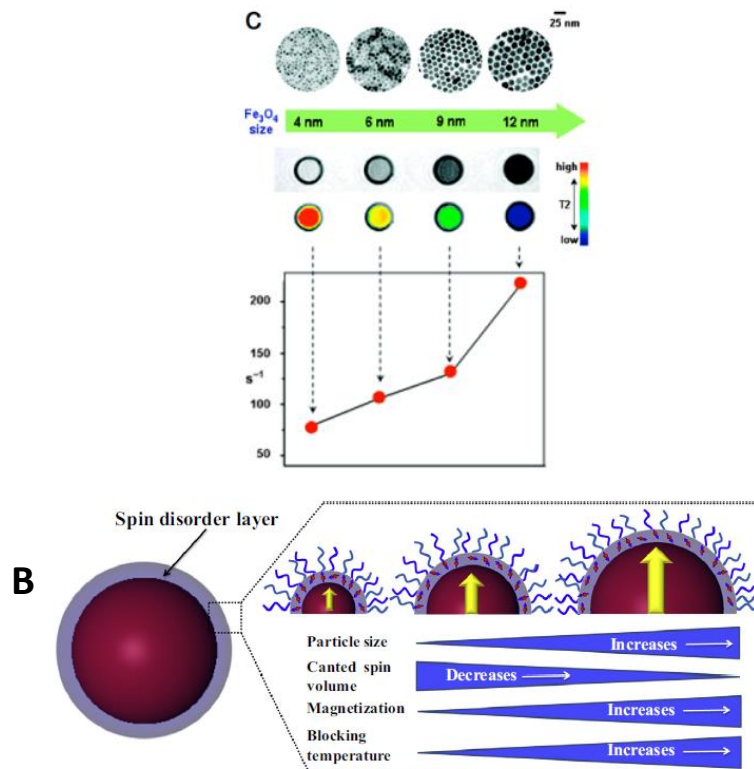 C
25 nm
Fe3O4
size
4 nm 6 nm 9 nm 12 nm
high
T2
low
200
150
s⁻¹
100
50
Spin disorder layer
B
Particle size
Increases
Canted spin
volume
Decreases
Magnetization
Increases
Blocking
temperature
Increases